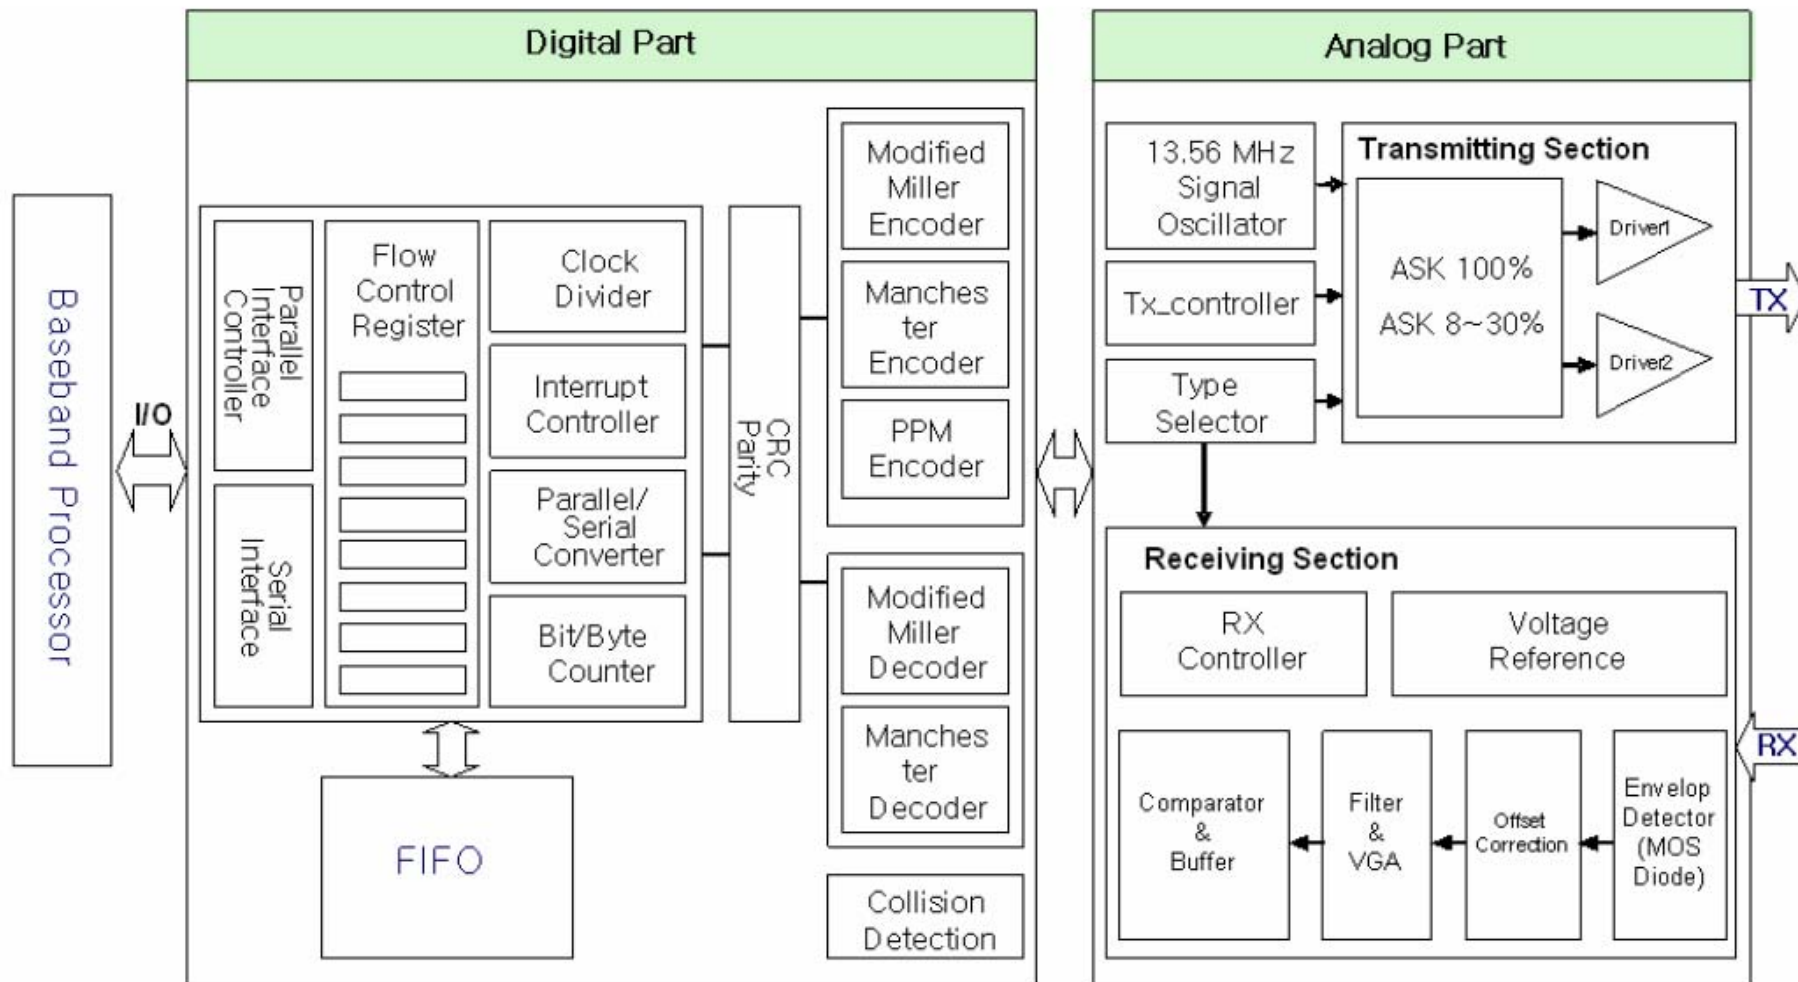 Digital Part
Analog Part
Baseband Processor
I/O
Parallel
Interface
Controller
Serial
Interface
Flow
Control
Register
Clock
Divider
Interrupt
Controller
Parallel/
Serial
Converter
Bit/Byte
Counter
FIFO
CRC
Parity
Modified
Miller
Encoder
Manches
ter
Encoder
PPM
Encoder
Modified
Miller
Decoder
Manches
ter
Decoder
Collision
Detection
13.56 MHz
Signal
Oscillator
Tx_controller
Type
Selector
Transmitting Section
ASK 100%
ASK 8~30%
Driver1
Driver2
TX
Receiving Section
RX
Controller
Voltage
Reference
Comparator
&
Buffer
Filter
&
VGA
Offset
Correction
Envelop
Detector
(MOS
Diode)
RX